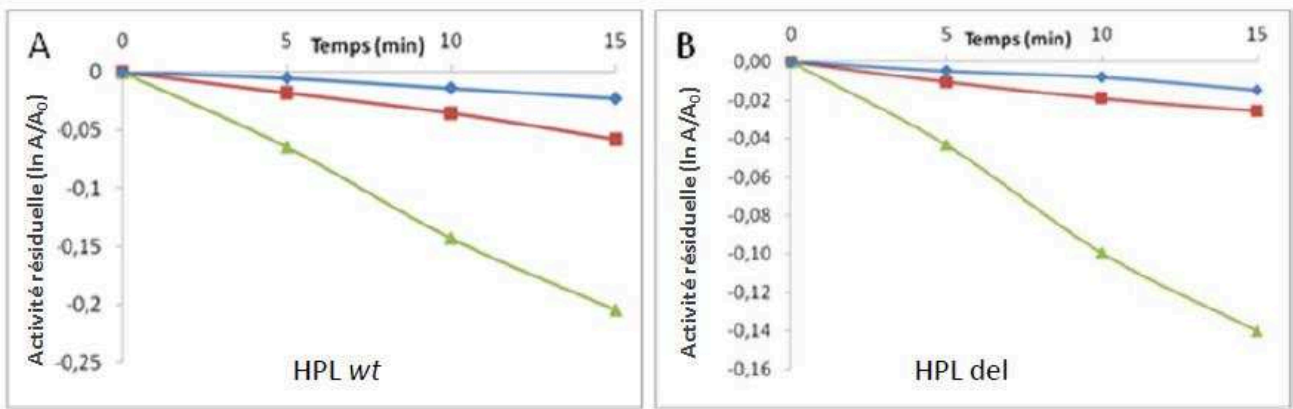 A
0 5 10 15
Temps (min)
0
-0,05
-0,1
-0,15
-0,2
-0,25
Activité résiduelle (ln A/A₀)
HPL wt
B
0 5 10 15
Temps (min)
0,00
-0,02
-0,04
-0,06
-0,08
-0,10
-0,12
-0,14
-0,16
Activité résiduelle (ln A/A₀)
HPL del